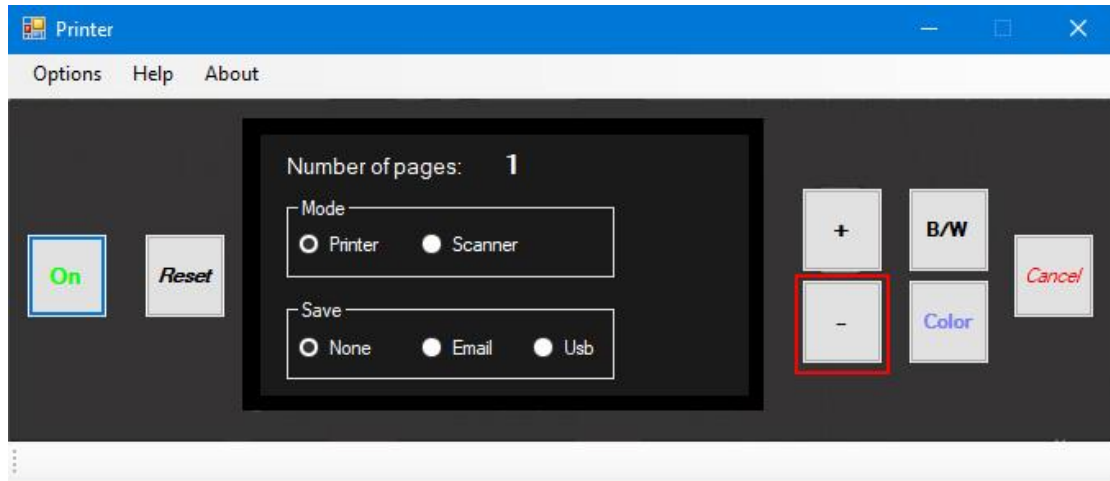 Printer
Options Help About
Number of pages: 1
Mode
Printer Scanner
Save
None Email Usb
On
Reset
+
B/W
-
Color
Cancel